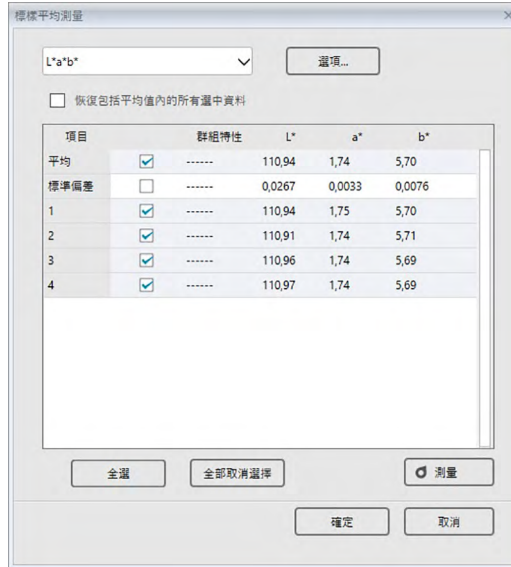 標樣平均測量
L*a*b*
選項...
恢復包括平均值內的所有選中資料
項目 群組特性 L* a* b*
平均 ------ 110,94 1,74 5,70
標準偏差 ------ 0,0267 0,0033 0,0076
1 ------ 110,94 1,75 5,70
2 ------ 110,91 1,74 5,71
3 ------ 110,96 1,74 5,69
4 ------ 110,97 1,74 5,69
全選 全部取消選擇 測量
確定 取消